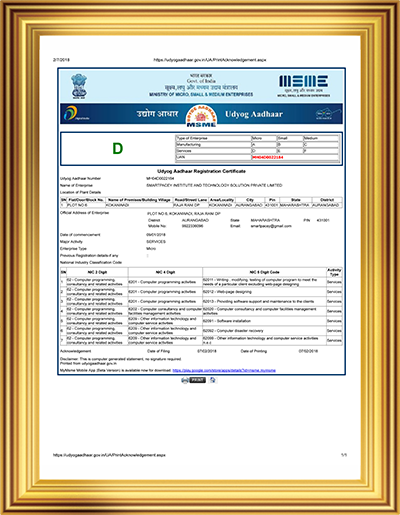 2/7/2018 https://udyogaadhaar.gov.in/UA/PrintAcknowledgement.aspx
भारत सरकार
Govt. of India
सूक्ष्म, लघु और मध्यम उद्यम मंत्रालय
MINISTRY OF MICRO, SMALL & MEDIUM ENTERPRISES
MICRO, SMALL & MEDIUM ENTERPRISES
उद्योग आधार
MSME
Udyog Aadhaar
D
Type of Enterprise Micro Small Medium
Manufacturing A B C
Services D E F
UAN
Udyog Aadhaar Registration Certificate
Udyog Aadhaar Number
Name of Enterprise INSTITUTE AND TECHNOLOGY SOLUTION PRIVATE LIMITED
Location of Plant Details
SN Flat/Door/Block No. Name of Premises/Building Village Road/Street/Lane Area/Locality City Pin State District
1 PLOT NO 6 KOKANWADI RAJA RAM DP KOKANWADI AURANGABAD 431001 MAHARASHTRA AURANGABAD
Official Address of Enterprise PLOT NO 6, KOKANWADI, RAJA RAM DP
District AURANGABAD State MAHARASHTRA PIN 431001
Mobile No Email:
Date of commencement 09/01/2018
Major Activity SERVICES
Enterprise Type Micro
Previous Registration details if any :
National Industry Classification Code
SN NIC 2 Digit NIC 4 Digit NIC 5 Digit Code Activity Type
1 62 - Computer programming, consultancy and related activities 6201 - Computer programming activities 62011 - Writing , modifying, testing of computer program to meet the needs of a particular client excluding web-page designing Services
2 62 - Computer programming, consultancy and related activities 6201 - Computer programming activities 62012 - Web-page designing Services
3 62 - Computer programming, consultancy and related activities 6201 - Computer programming activities 62013 - Providing software support and maintenance to the clients Services
4 62 - Computer programming, consultancy and related activities 6202 - Computer consultancy and computer facilities management activities 62020 - Computer consultancy and computer facilities management activities Services
5 62 - Computer programming, consultancy and related activities 6209 - Other information technology and computer service activities 62091 - Software installation Services
6 62 - Computer programming, consultancy and related activities 6209 - Other information technology and computer service activities 62092 - Computer disaster recovery Services
7 62 - Computer programming, consultancy and related activities 6209 - Other information technology and computer service activities 62099 - Other information technology and computer service activities n.e.c Services
Acknowledgement Date of Filing 07/02/2018 Date of Printing 07/02/2018
Disclaimer: This is computer generated statement, no signature required.
Printed from udyogaadhaar.gov.in
MyMsme Mobile App (Beta Version) is available now for download:
PRINT
https://udyogaadhaar.gov.in/UA/PrintAcknowledgement.aspx 1/1